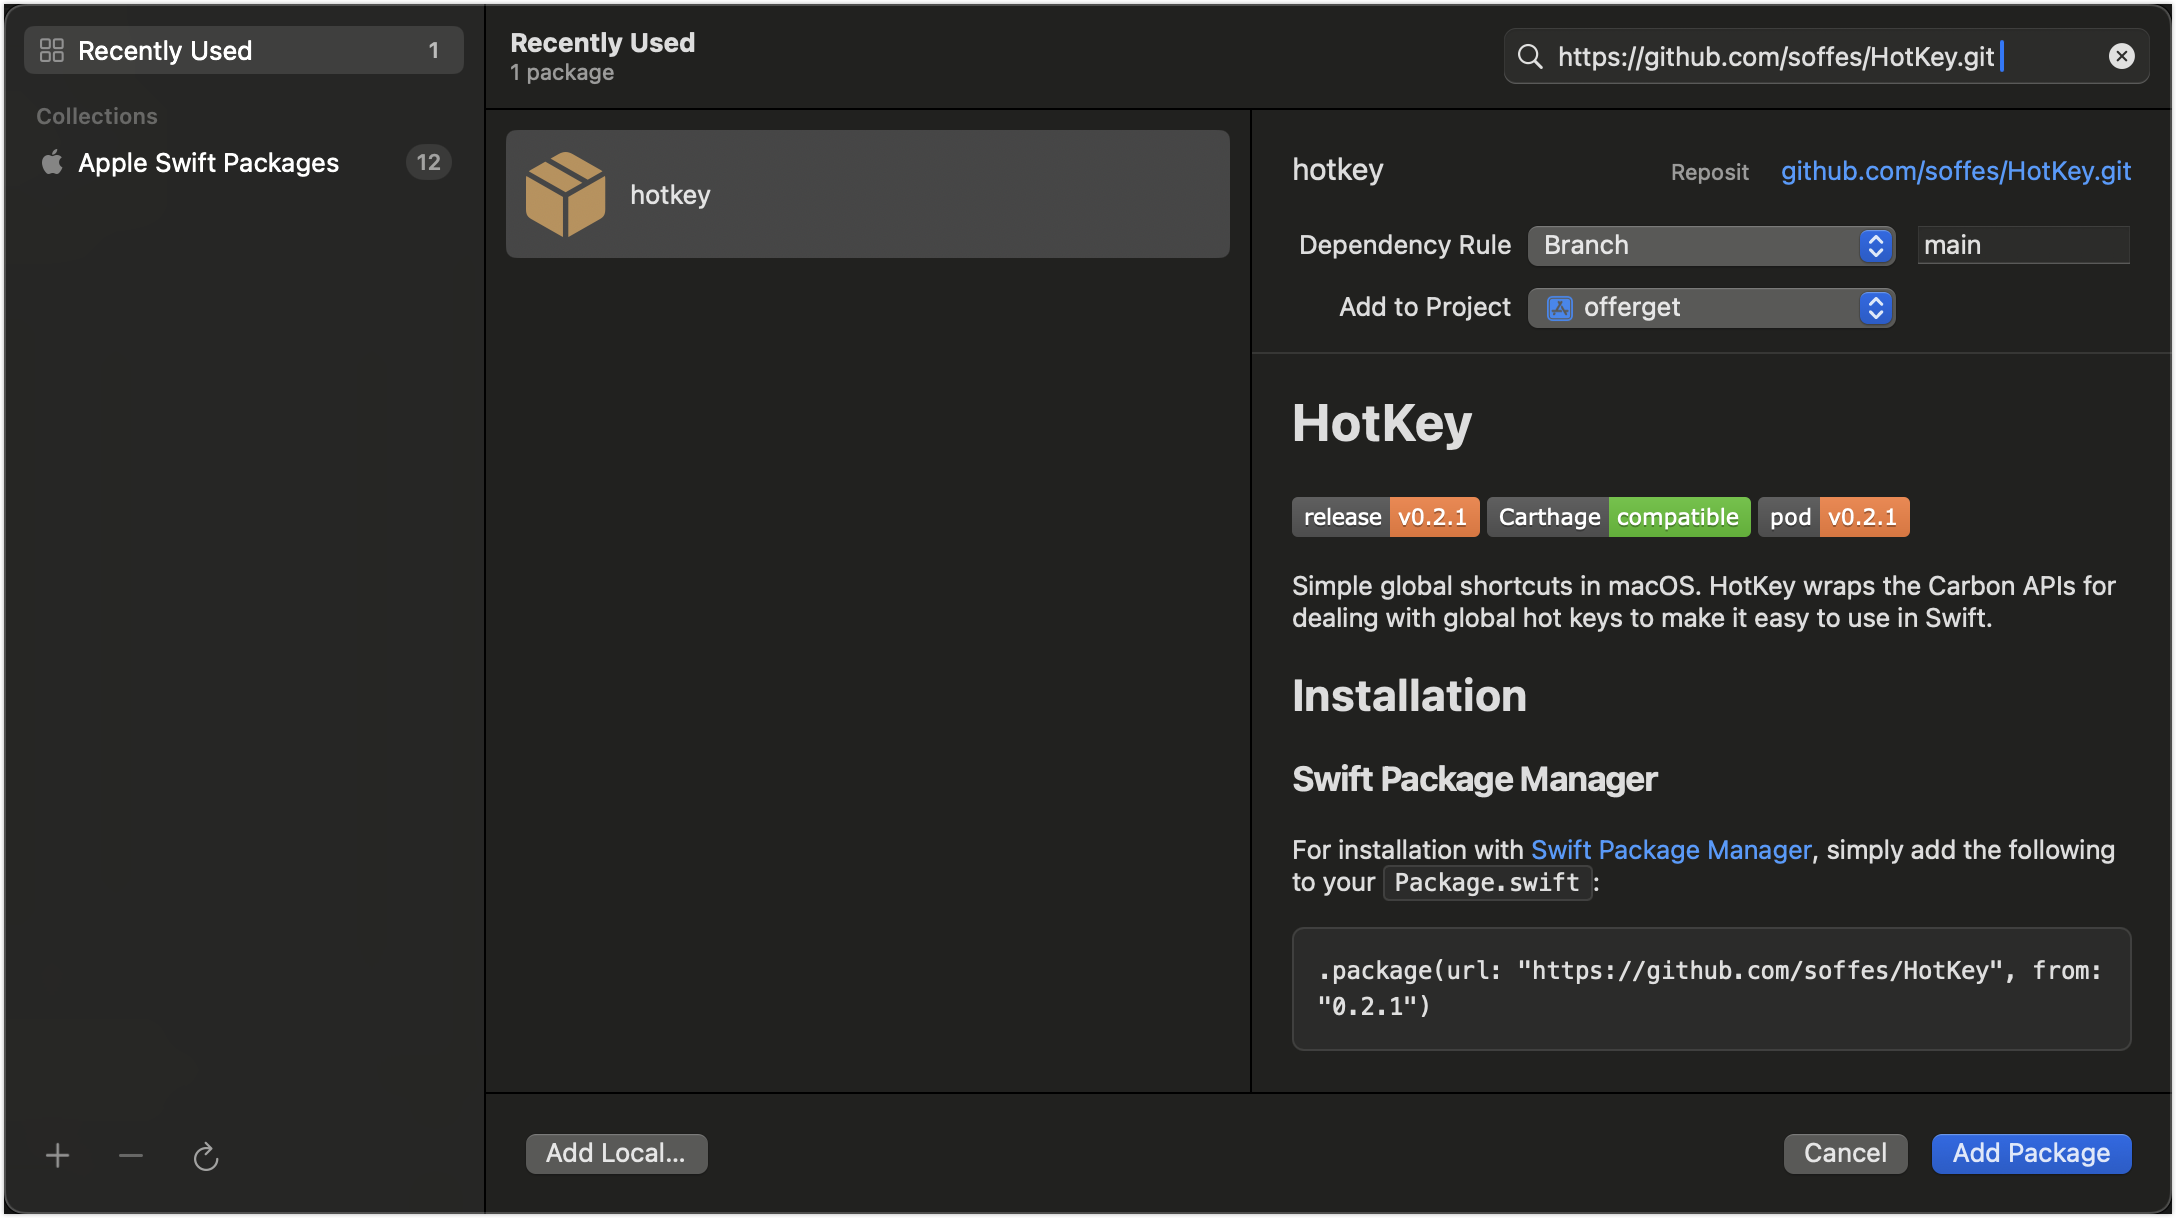 Recently Used 1
Collections
Apple Swift Packages 12
Recently Used
1 package
https://github.com/soffes/HotKey.git
hotkey
hotkey
Reposit github.com/soffes/HotKey.git
Dependency Rule Branch main
Add to Project offerget
HotKey
release v0.2.1 Carthage compatible pod v0.2.1
Simple global shortcuts in macOS. HotKey wraps the Carbon APIs for
dealing with global hot keys to make it easy to use in Swift.
Installation
Swift Package Manager
For installation with Swift Package Manager, simply add the following
to your Package.swift :
.package(url: "https://github.com/soffes/HotKey", from:
"0.2.1")
Add Local...
Cancel
Add Package